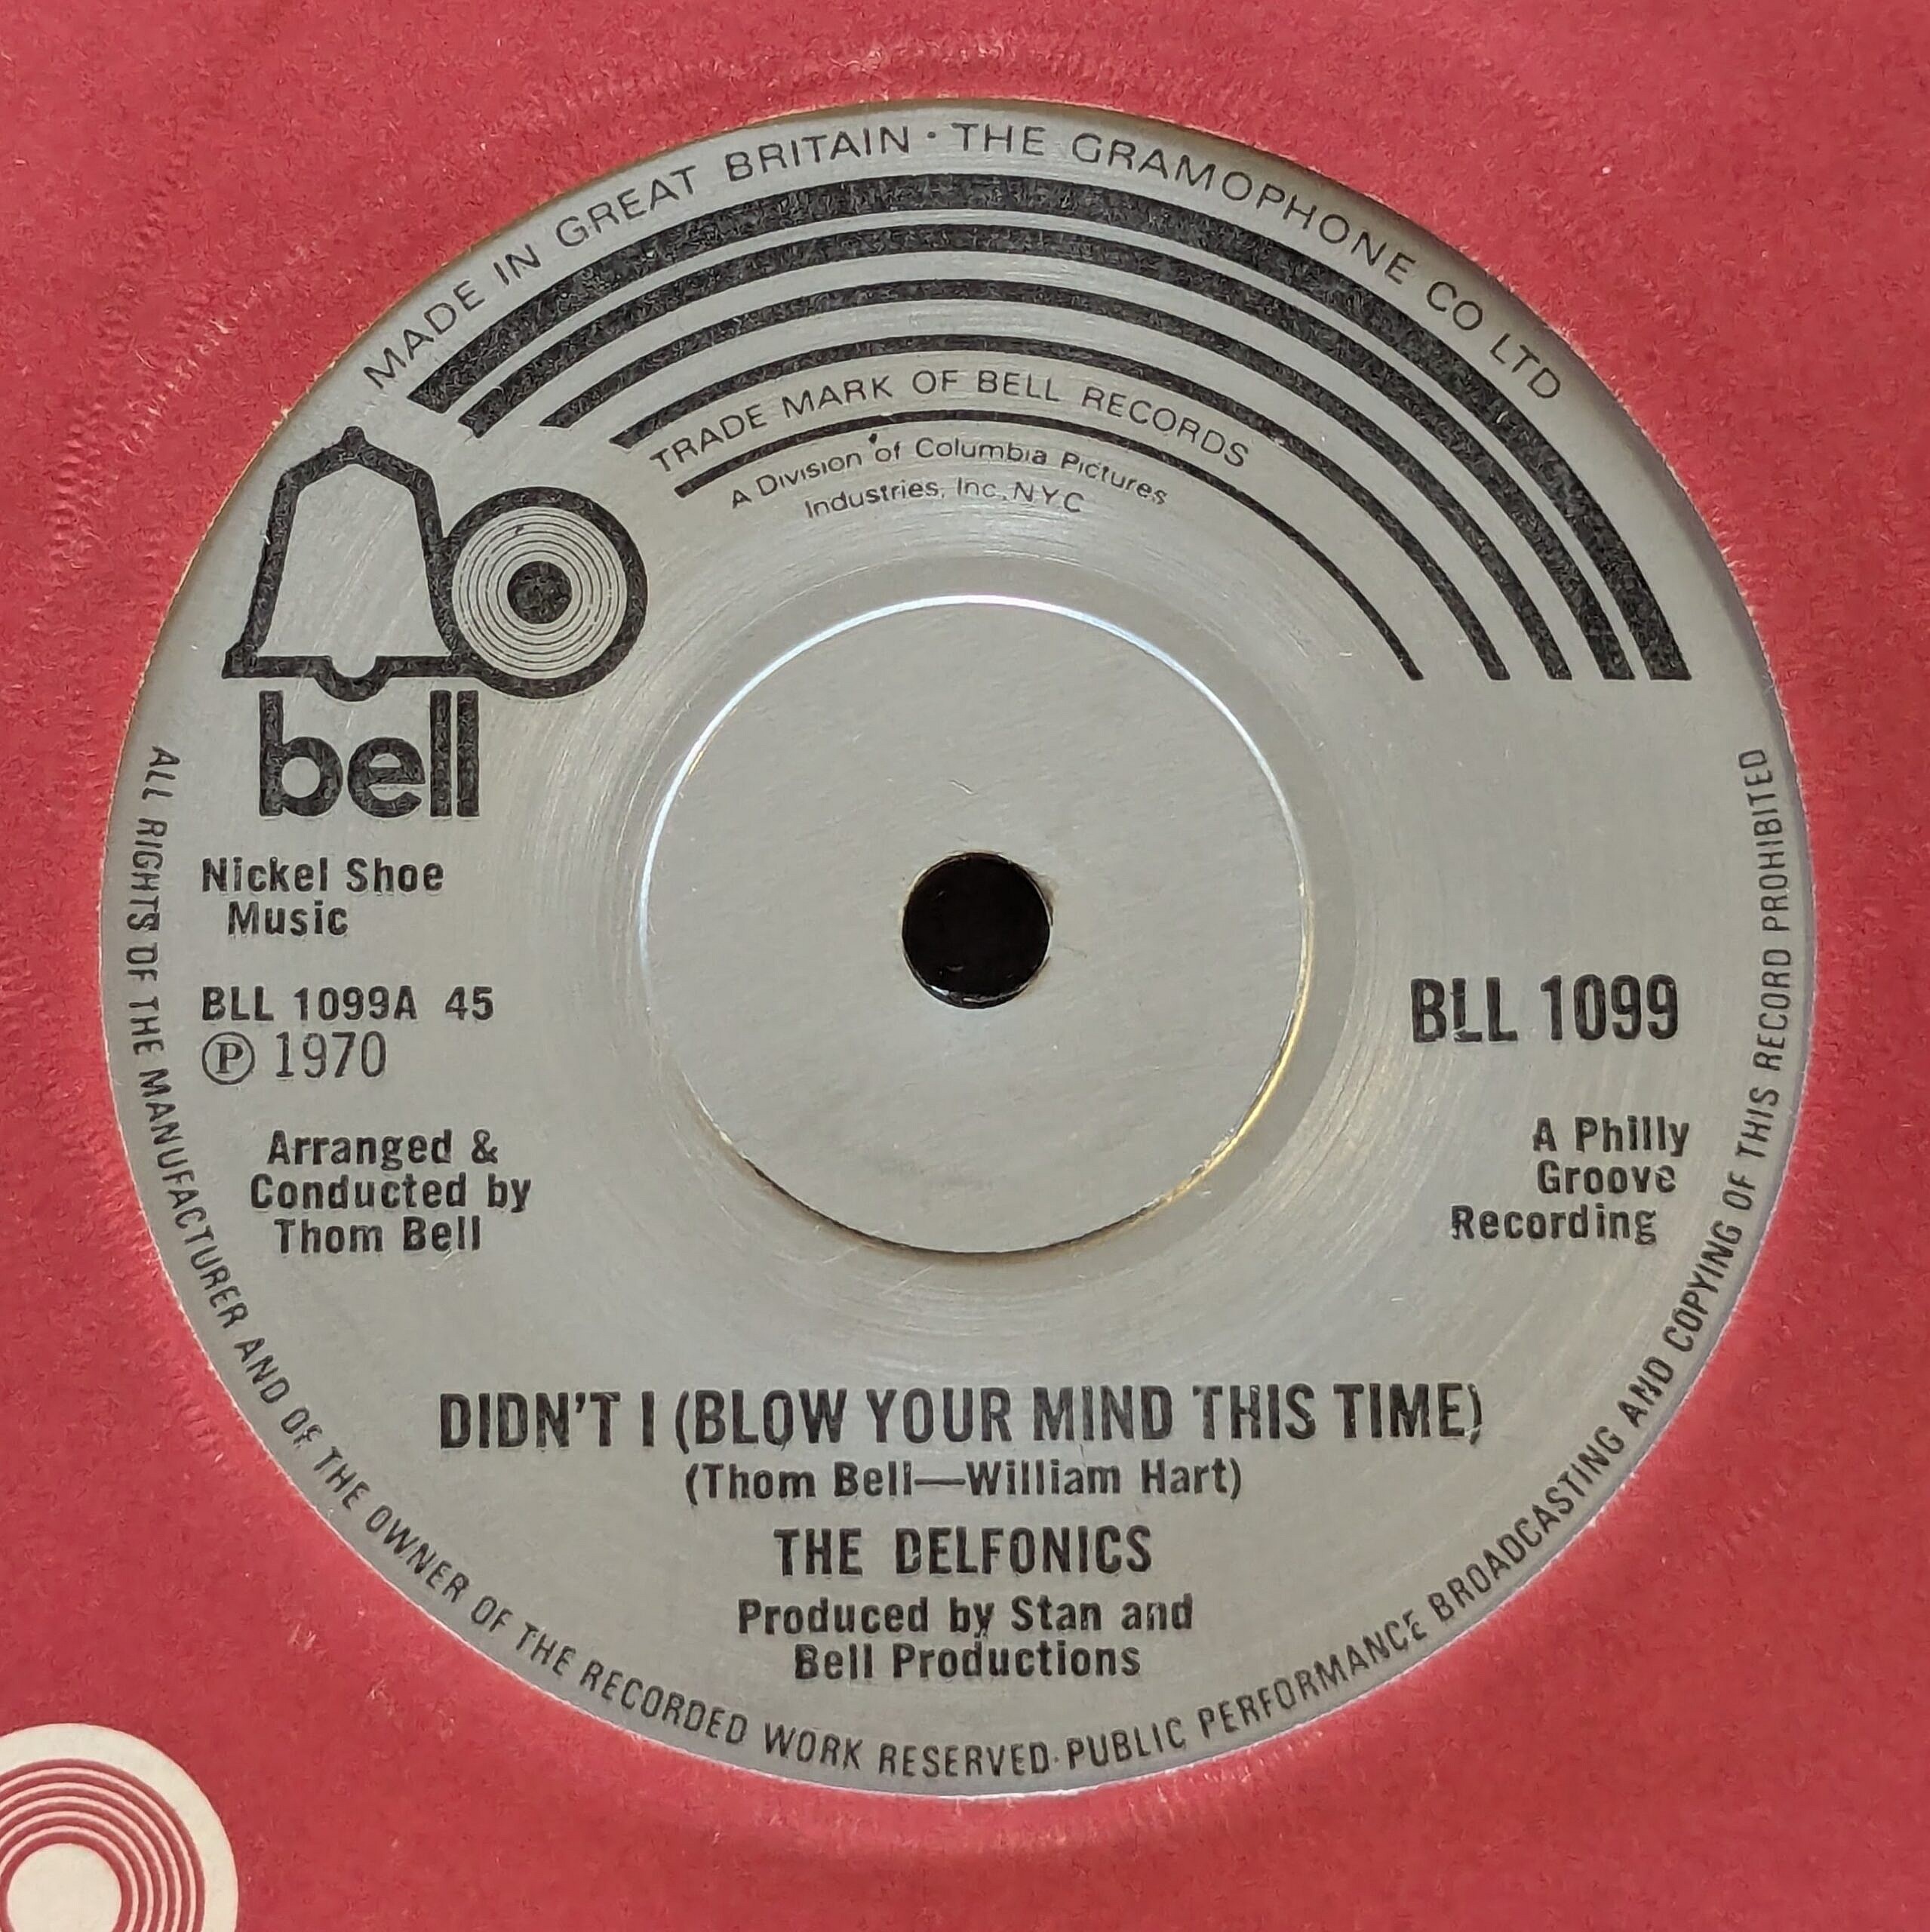 MADE IN GREAT BRITAIN · THE GRAMOPHONE CO LTD
TRADE MARK OF BELL RECORDS
A Division of Columbia Pictures
Industries, Inc, N.Y.C
bell
Nickel Shoe
Music
BLL 1099A 45
Ⓟ 1970
Arranged &
Conducted by
Thom Bell
BLL 1099
A Philly
Groove
Recording
DIDN'T I (BLOW YOUR MIND THIS TIME)
(Thom Bell—William Hart)
THE DELFONICS
Produced by Stan and
Bell Productions
ALL RIGHTS OF THE MANUFACTURER AND OF THE OWNER OF THE RECORDED WORK RESERVED·PUBLIC PERFORMANCE BROADCASTING AND COPYING OF THIS RECORD PROHIBITED